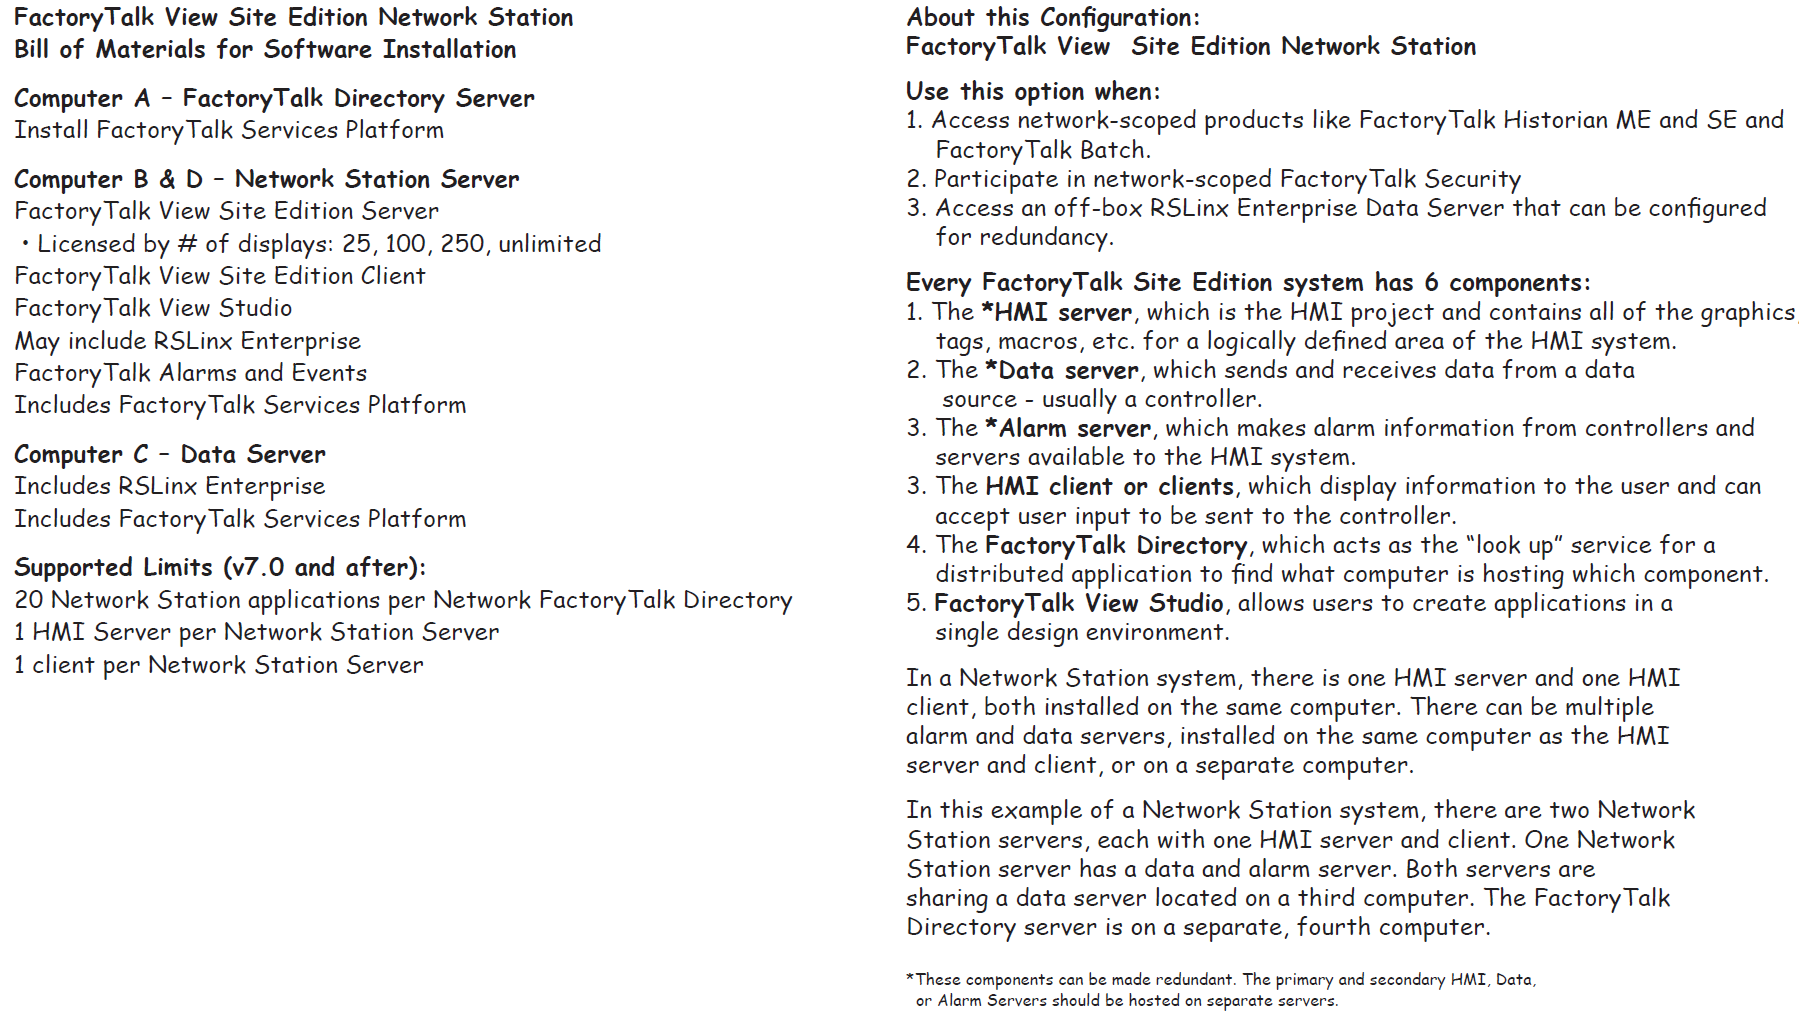 FactoryTalk View Site Edition Network Station
Bill of Materials for Software Installation
Computer A – FactoryTalk Directory Server
Install FactoryTalk Services Platform
Computer B & D – Network Station Server
FactoryTalk View Site Edition Server
• Licensed by # of displays: 25, 100, 250, unlimited
FactoryTalk View Site Edition Client
FactoryTalk View Studio
May include RSLinx Enterprise
FactoryTalk Alarms and Events
Includes FactoryTalk Services Platform
Computer C – Data Server
Includes RSLinx Enterprise
Includes FactoryTalk Services Platform
Supported Limits (v7.0 and after):
20 Network Station applications per Network FactoryTalk Directory
1 HMI Server per Network Station Server
1 client per Network Station Server
About this Configuration:
FactoryTalk View Site Edition Network Station
Use this option when:
1. Access network-scoped products like FactoryTalk Historian ME and SE and
FactoryTalk Batch.
2. Participate in network-scoped FactoryTalk Security
3. Access an off-box RSLinx Enterprise Data Server that can be configured
for redundancy.
Every FactoryTalk Site Edition system has 6 components:
1. The *HMI server, which is the HMI project and contains all of the graphics,
tags, macros, etc. for a logically defined area of the HMI system.
2. The *Data server, which sends and receives data from a data
source - usually a controller.
3. The *Alarm server, which makes alarm information from controllers and
servers available to the HMI system.
3. The HMI client or clients, which display information to the user and can
accept user input to be sent to the controller.
4. The FactoryTalk Directory, which acts as the “look up” service for a
distributed application to find what computer is hosting which component.
5. FactoryTalk View Studio, allows users to create applications in a
single design environment.
In a Network Station system, there is one HMI server and one HMI
client, both installed on the same computer. There can be multiple
alarm and data servers, installed on the same computer as the HMI
server and client, or on a separate computer.
In this example of a Network Station system, there are two Network
Station servers, each with one HMI server and client. One Network
Station server has a data and alarm server. Both servers are
sharing a data server located on a third computer. The FactoryTalk
Directory server is on a separate, fourth computer.
*These components can be made redundant. The primary and secondary HMI, Data,
or Alarm Servers should be hosted on separate servers.